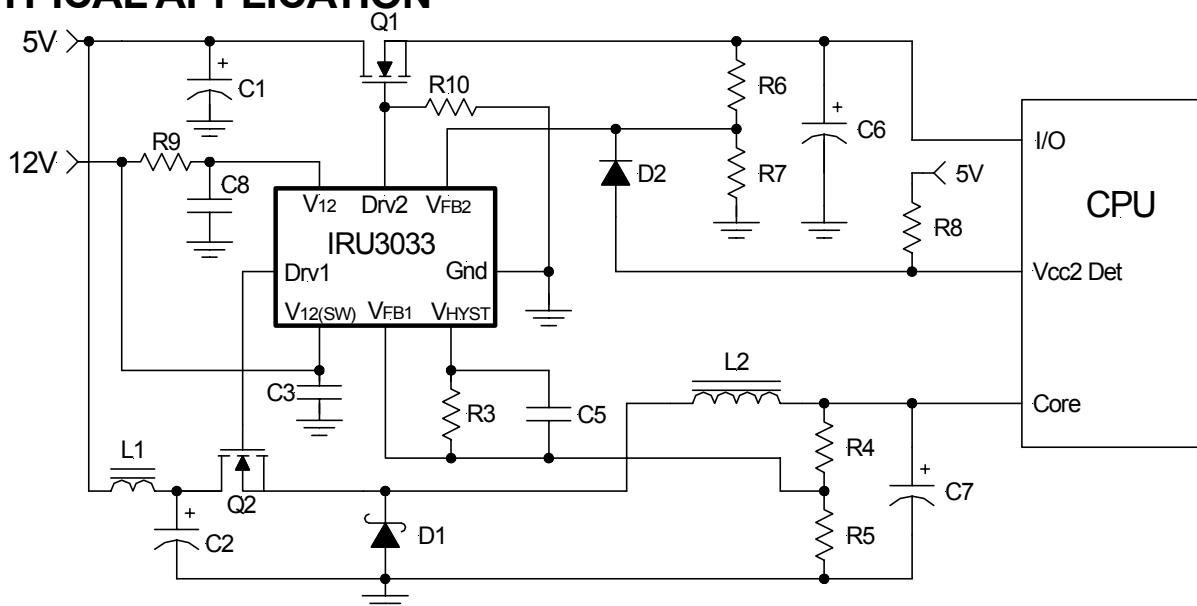 TYPICAL APPLICATION
Q1
5V
+
C1
R10
R6
+
C6
R9
12V
C8
D2
R7
I/O
5V
CPU
R8
V12 Drv2 VFB2
IRU3033
Drv1
Gnd
Vcc2 Det
V12(SW) VFB1 VHYST
L2
C3
R3
C5
Core
R4
L1
+
C7
Q2
+
C2
D1
R5